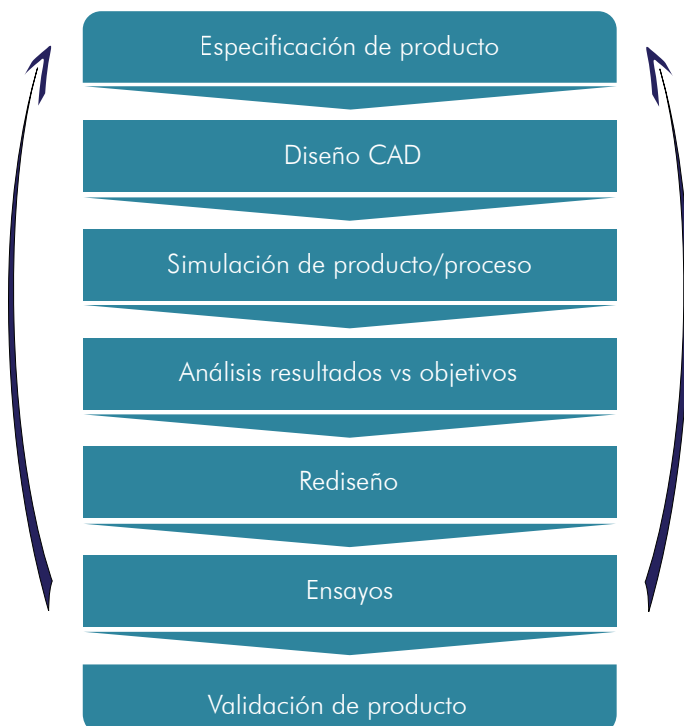 Especificación de producto
Diseño CAD
Simulación de producto/proceso
Análisis resultados vs objetivos
Rediseño
Ensayos
Validación de producto